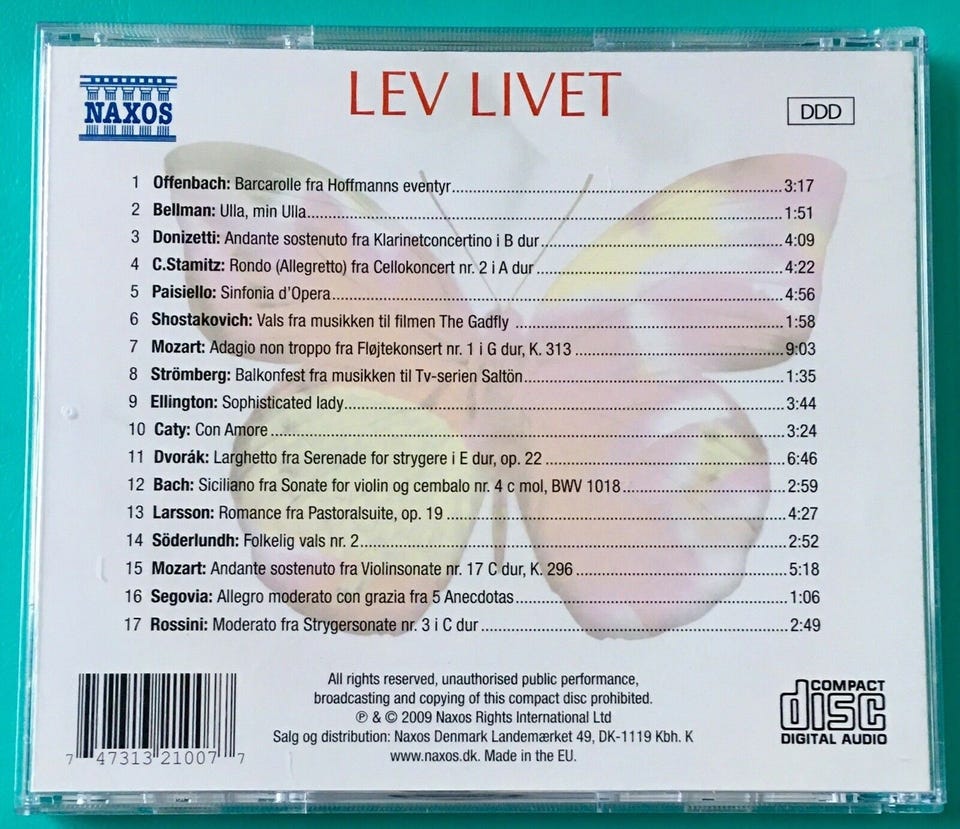 LEV LIVET
NAXOS
DDD
1 Offenbach: Barcarolle fra Hoffmanns eventyr 3:17
2 Bellman: Ulla, min Ulla 1:51
3 Donizetti: Andante sostenuto fra Klarinetconcertino i B dur 4:09
4 C.Stamitz: Rondo (Allegretto) fra Cellokoncert nr. 2 i A dur 4:22
5 Paisiello: Sinfonia d'Opera 4:56
6 Shostakovich: Vals fra musikken til filmen The Gadfly 1:58
7 Mozart: Adagio non troppo fra Fløjtekonsert nr. 1 i G dur, K. 313 9:03
8 Strömberg: Balkonfest fra musikken til Tv-serien Saltön 1:35
9 Ellington: Sophisticated lady 3:44
10 Caty: Con Amore 3:24
11 Dvorák: Larghetto fra Serenade for strygere i E dur, op. 22 6:46
12 Bach: Siciliano fra Sonate for violin og cembalo nr. 4 c mol, BWV 1018 2:59
13 Larsson: Romance fra Pastoralsuite, op. 19 4:27
14 Söderlundh: Folkelig vals nr. 2 2:52
15 Mozart: Andante sostenuto fra Violinsonate nr. 17 C dur, K. 296 5:18
16 Segovia: Allegro moderato con grazia fra 5 Anecdotas 1:06
17 Rossini: Moderato fra Strygersonate nr. 3 i C dur 2:49
All rights reserved, unauthorised public performance,
broadcasting and copying of this compact disc prohibited.
℗ & © 2009 Naxos Rights International Ltd
Salg og distribution: Naxos Denmark Landemærket 49, DK-1119 Kbh. K
www.naxos.dk. Made in the EU.
7 47313 21007 7
COMPACT
disc
DIGITAL AUDIO